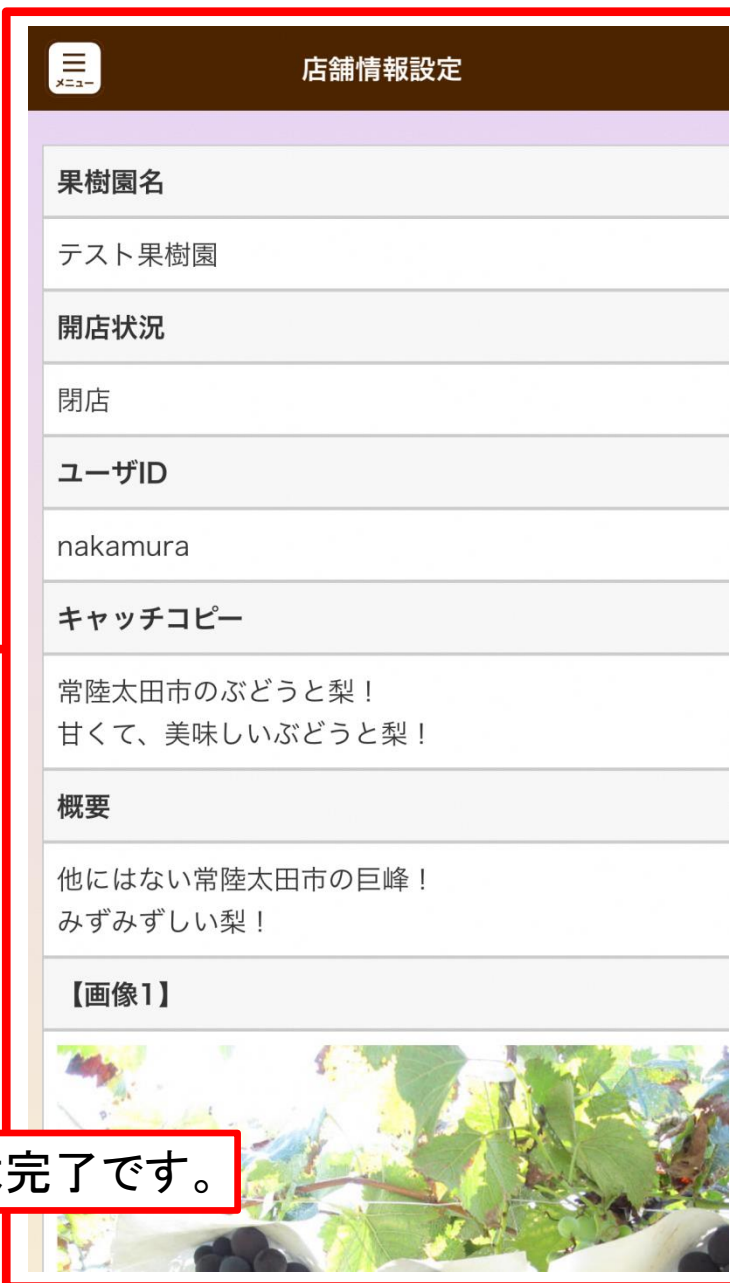 メニュー
店舗情報設定
果樹園名
テスト果樹園
開店状況
閉店
ユーザID
nakamura
キャッチコピー
常陸太田市のぶどうと梨！
甘くて、美味しいぶどうと梨！
概要
他にはない常陸太田市の巨峰！
みずみずしい梨！
【画像1】
完了です。